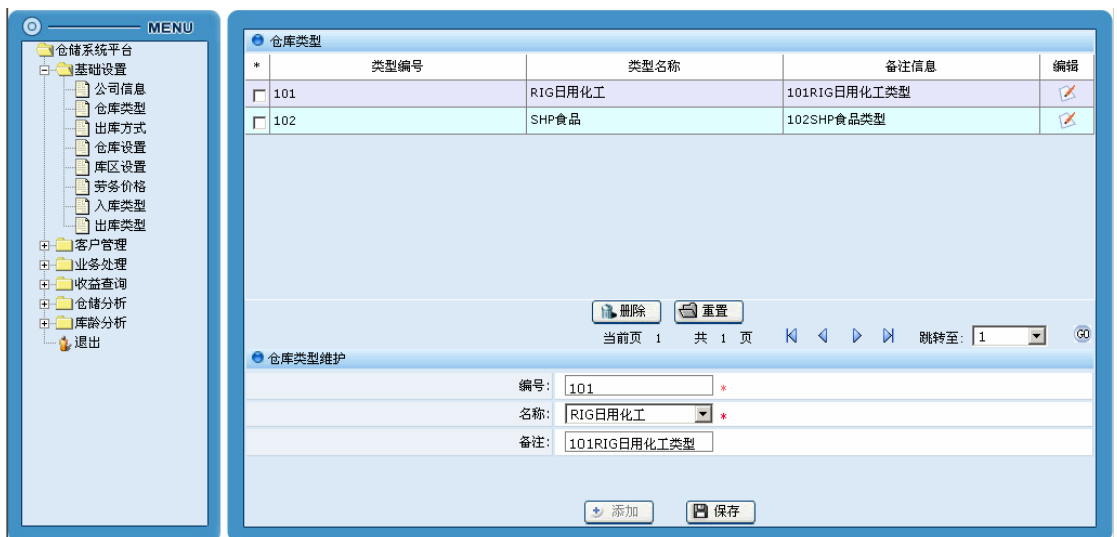 MENU
仓储系统平台
基础设置
公司信息
仓库类型
出库方式
仓库设置
库区设置
劳务价格
入库类型
出库类型
客户管理
业务处理
收益查询
仓储分析
库龄分析
退出
仓库类型
* 类型编号 类型名称 备注信息 编辑
101 RIG日用化工 101RIG日用化工类型
102 SHP食品 102SHP食品类型
删除 重置
当前页 1 共 1 页 跳转至: 1 GO
仓库类型维护
编号: 101 *
名称: RIG日用化工 *
备注: 101RIG日用化工类型
添加 保存